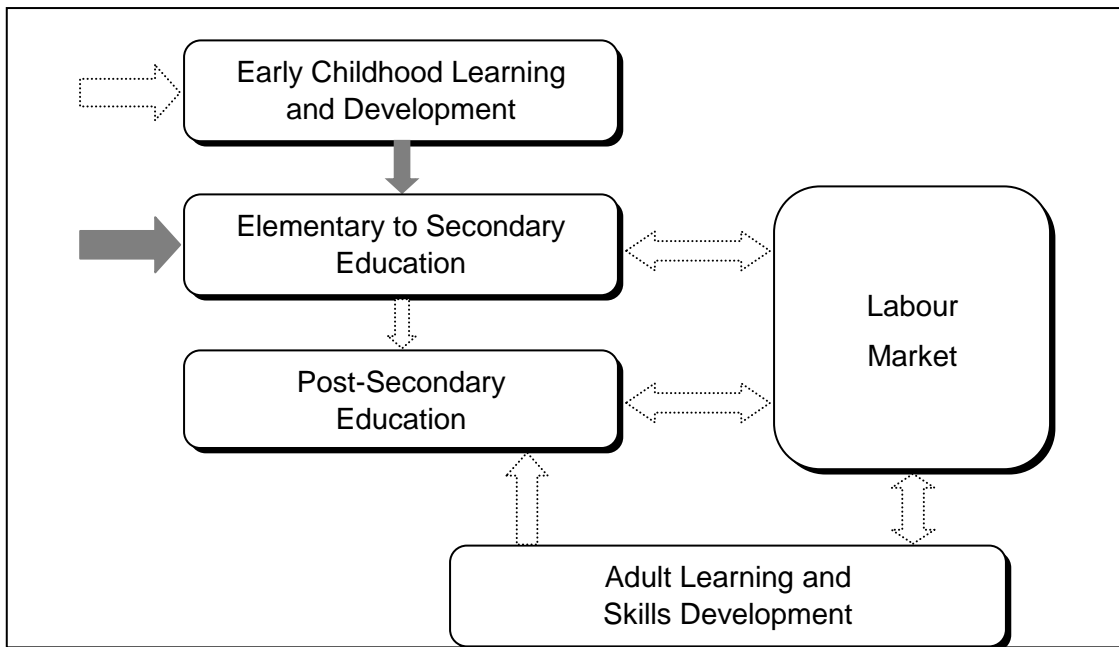 Early Childhood Learning
and Development
Elementary to Secondary
Education
Labour
Market
Post-Secondary
Education
Adult Learning and
Skills Development